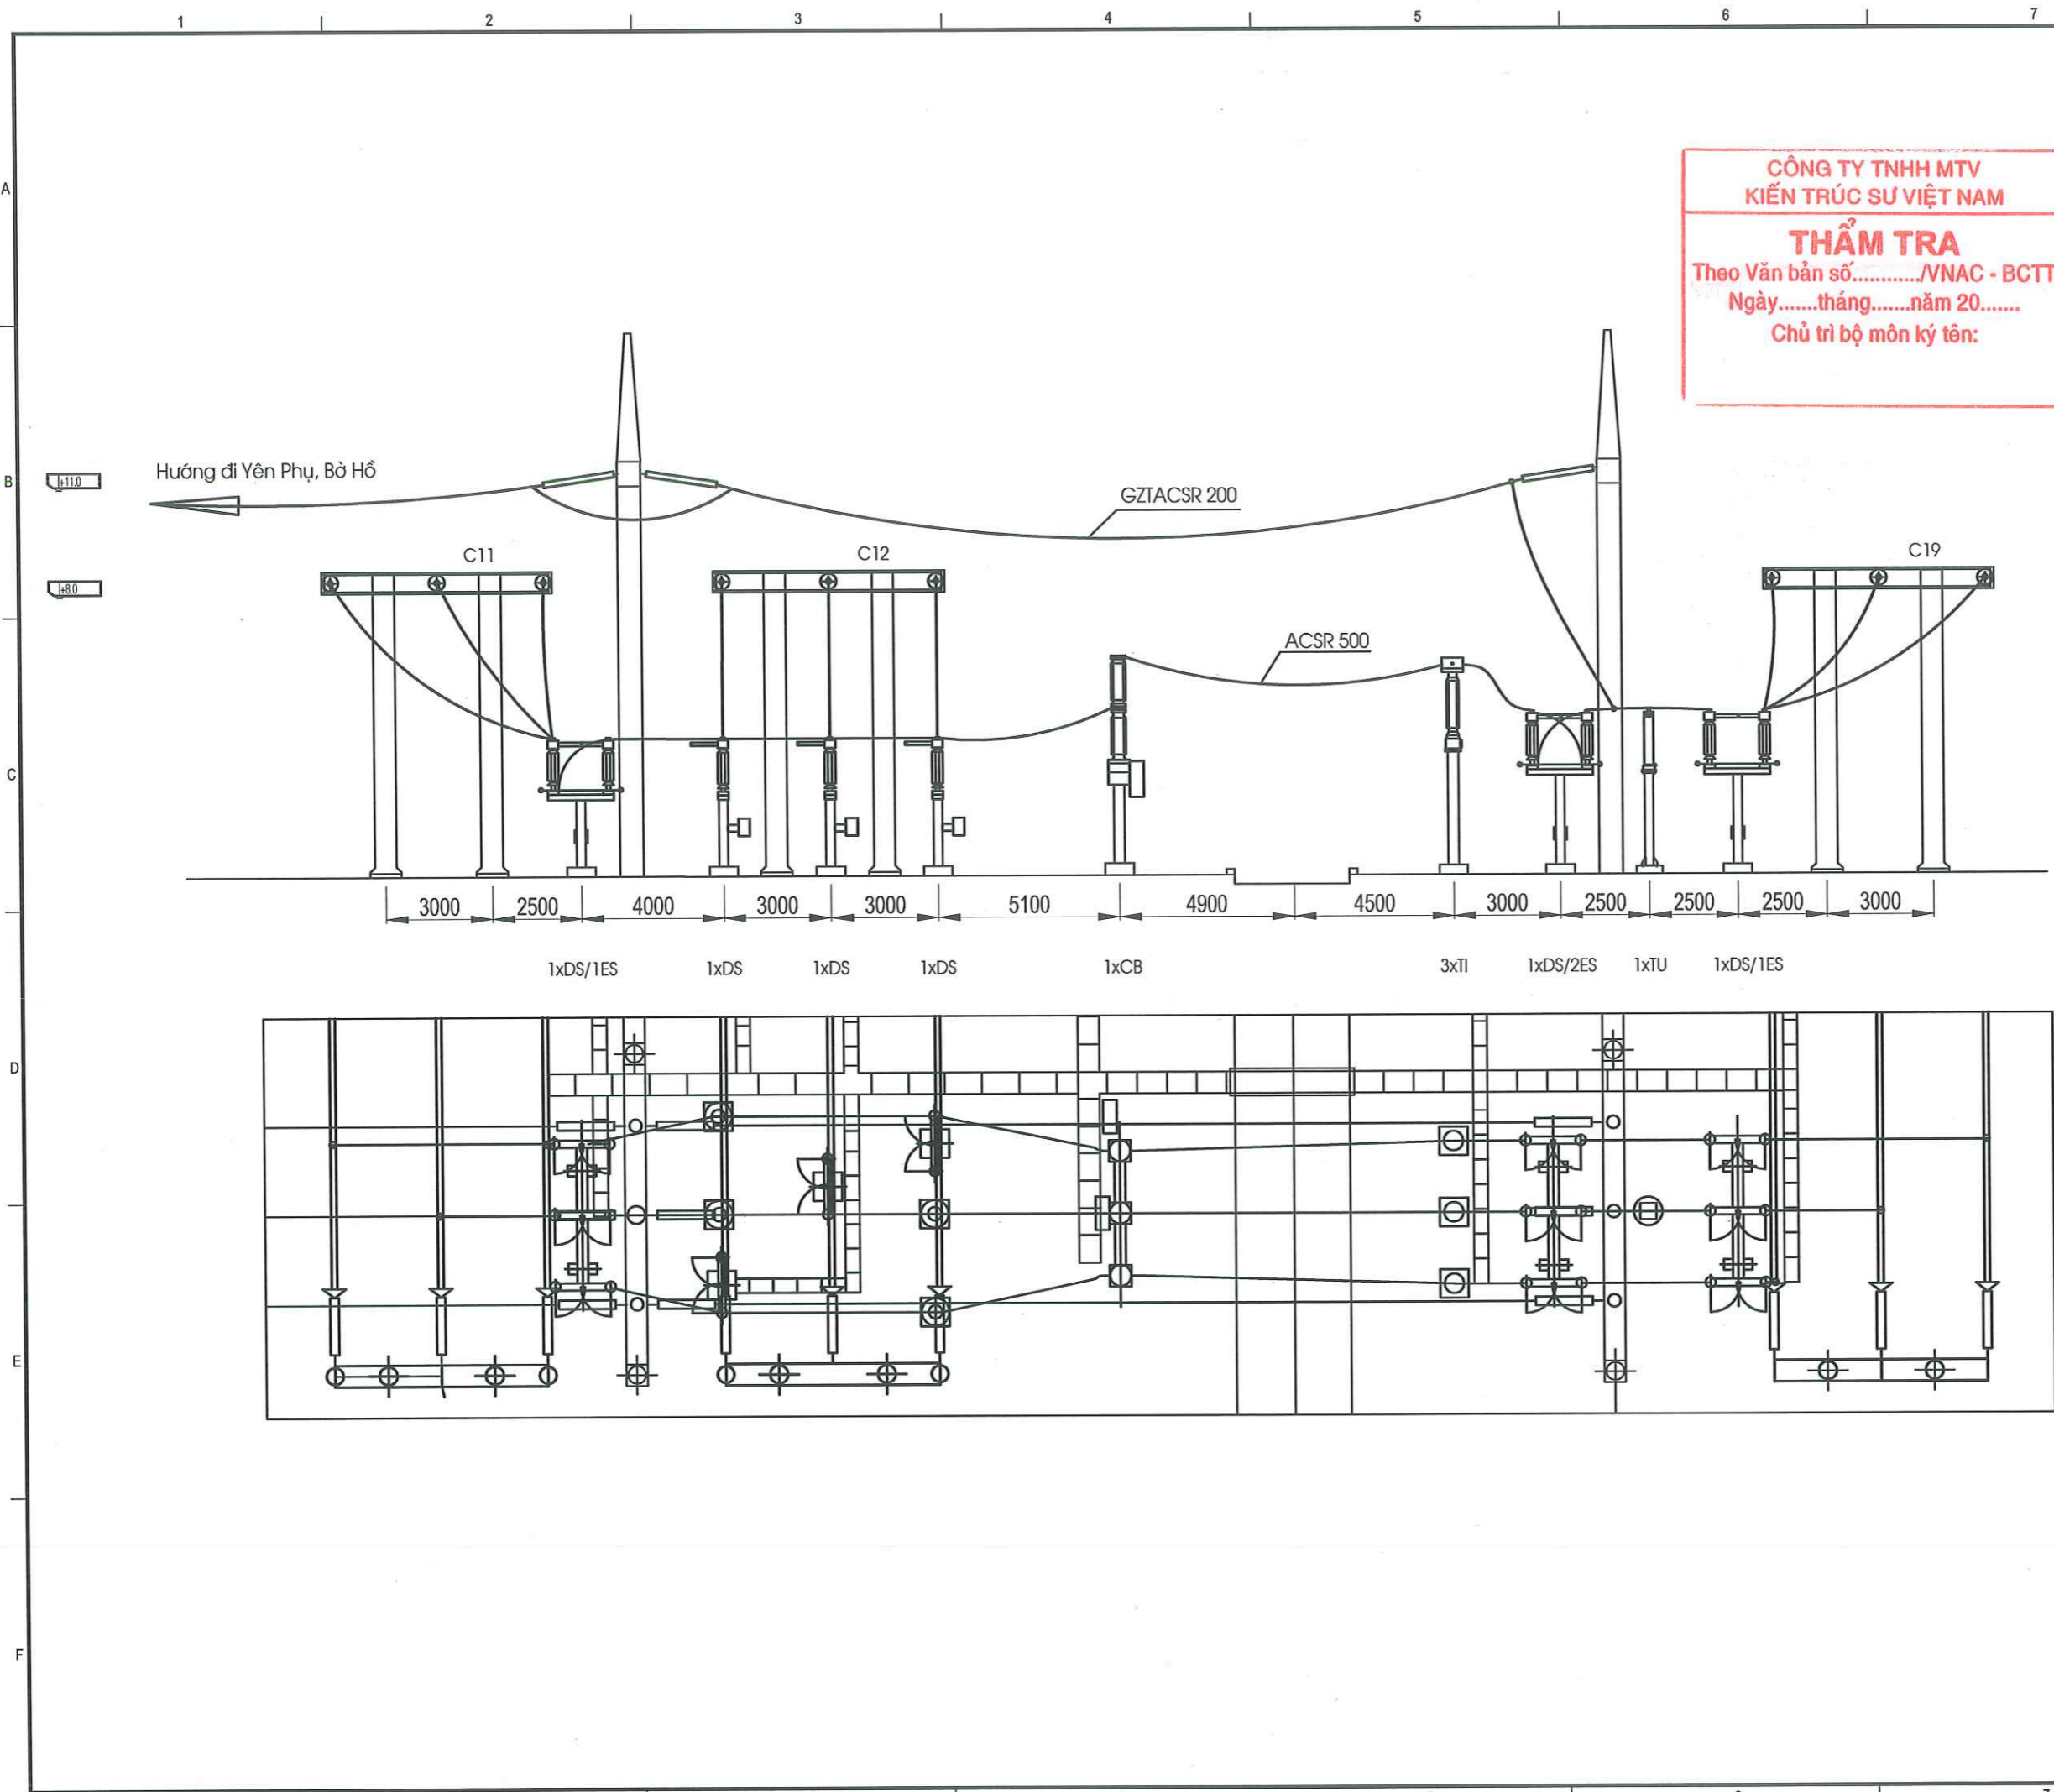 1 2 3 4 5 6 7
A
CÔNG TY TNHH MTV
KIẾN TRÚC SƯ VIỆT NAM
THẨM TRA
Theo Văn bản số............/VNAC - BCTT
Ngày.......tháng.......năm 20.......
Chủ trì bộ môn ký tên:
B
+11.0
Hướng đi Yên Phụ, Bờ Hồ
GZTACSR 200
C11
C12
C19
+8.0
ACSR 500
C
3000 2500 4000 3000 3000 5100 4900 4500 3000 2500 2500 2500 3000
1xDS/1ES 1xDS 1xDS 1xDS 1xCB 3xTI 1xDS/2ES 1xTU 1xDS/1ES
D
E
F